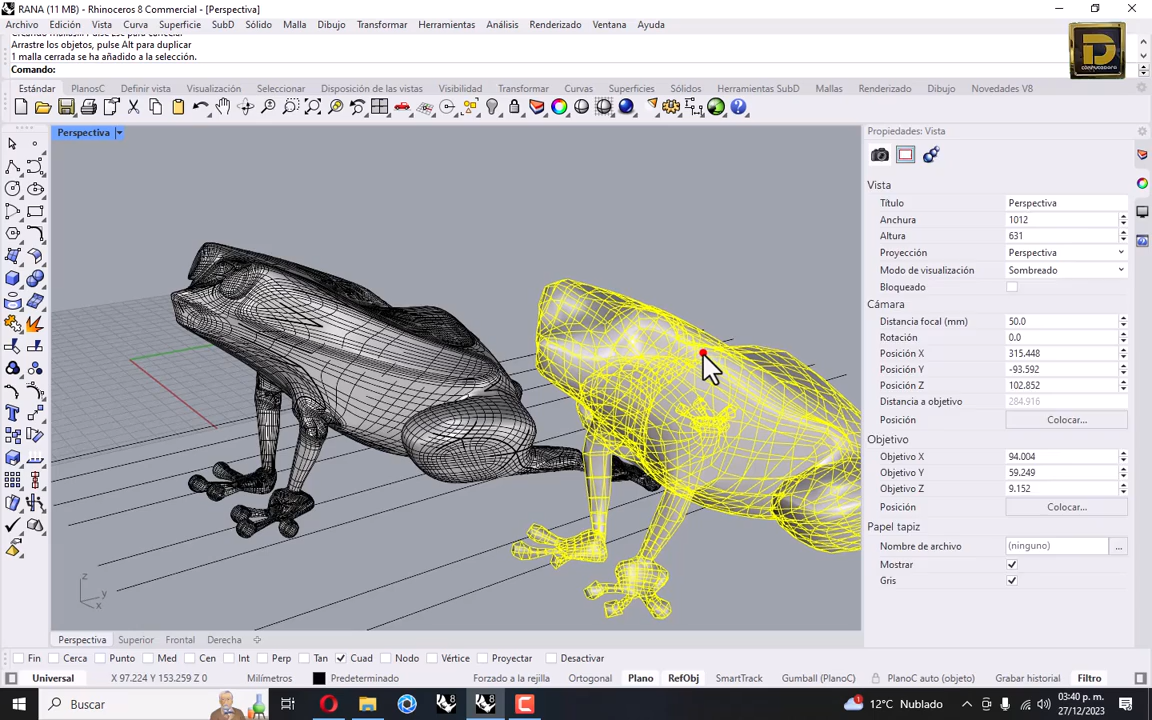 RANA (11 MB) - Rhinoceros 8 Commercial - [Perspectiva]
Archivo Edición Vista Curva Superficie SubD Sólido Malla Dibujo Transformar Herramientas Análisis Renderizado Ventana Ayuda
Arrastre los objetos, pulse Alt para duplicar
1 malla cerrada se ha añadido a la selección.
Comando:
Estándar PlanosC Definir vista Visualización Seleccionar Disposición de las vistas Visibilidad Transformar Curvas Superficies Sólidos Herramientas SubD Mallas Renderizado Dibujo Novedades V8
Perspectiva
Propiedades: Vista
Vista
Título Perspectiva
Anchura 1012
Altura 631
Proyección Perspectiva
Modo de visualización Sombreado
Bloqueado
Cámara
Distancia focal (mm) 50.0
Rotación 0.0
Posición X 315.448
Posición Y -93.592
Posición Z 102.852
Distancia a objetivo 284.916
Posición Colocar...
Objetivo
Objetivo X 94.004
Objetivo Y 59.249
Objetivo Z 9.152
Posición Colocar...
Papel tapiz
Nombre de archivo (ninguno) ...
Mostrar
Gris
z
y
x
Perspectiva Superior Frontal Derecha
Fin Cerca Punto Med Cen Int Perp Tan Cuad Nodo Vértice Proyectar Desactivar
Universal X 97.224 Y 153.259 Z 0 Milímetros Predeterminado Forzado a la rejilla Ortogonal Plano RefObj SmartTrack Gumball (PlanoC) PlanoC auto (objeto) Grabar historial Filtro
Buscar 12°C Nublado 03:40 p. m.
27/12/2023